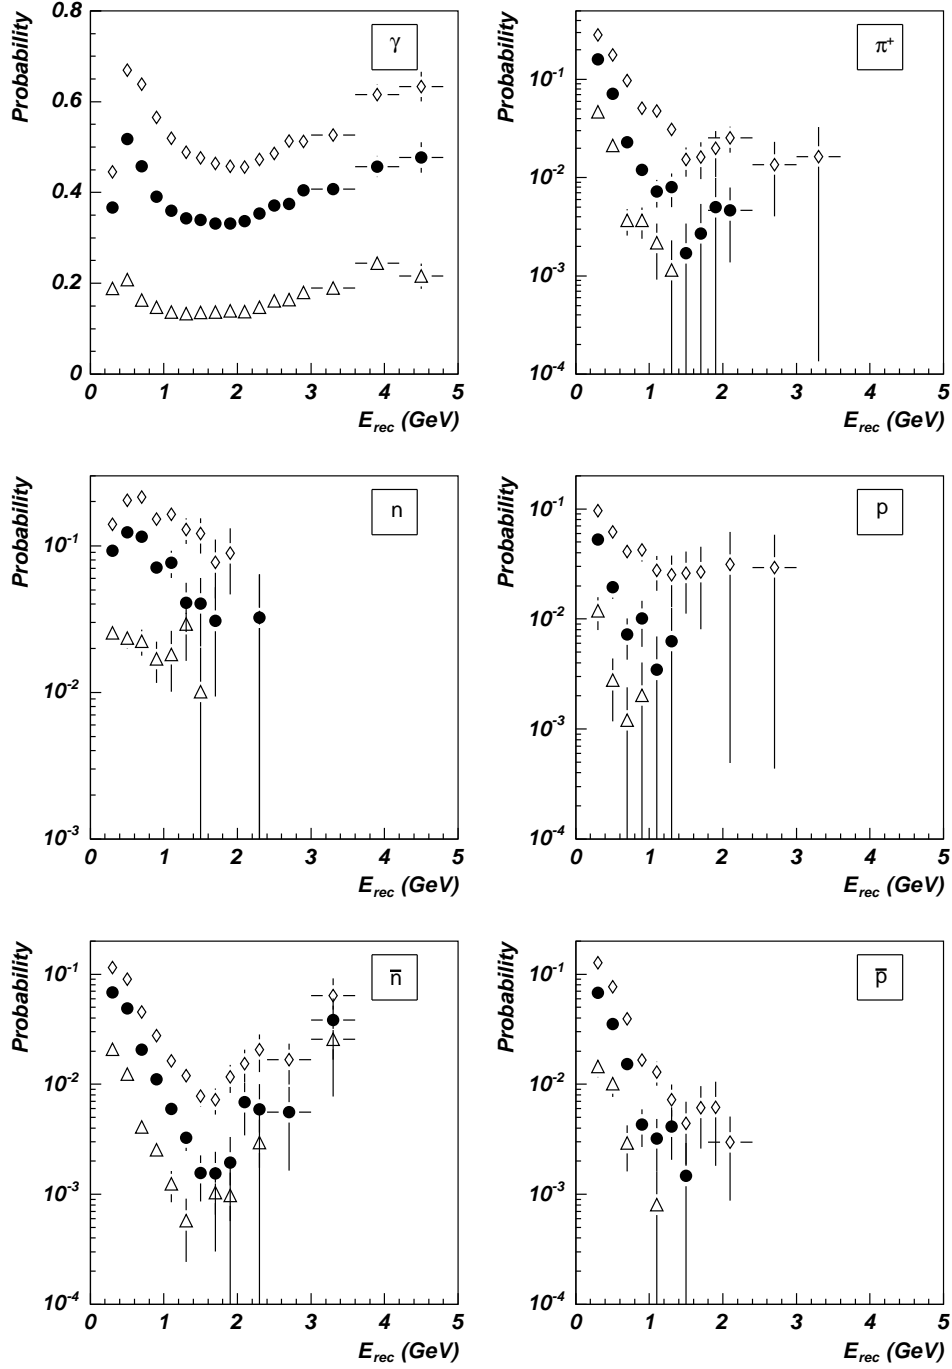 Probability
γ
0.8
0.6
0.4
0.2
0
0 1 2 3 4 5
E_rec (GeV)
Probability
π⁺
10⁻¹
10⁻²
10⁻³
10⁻⁴
0 1 2 3 4 5
E_rec (GeV)
Probability
n
10⁻¹
10⁻²
10⁻³
0 1 2 3 4 5
E_rec (GeV)
Probability
p
10⁻¹
10⁻²
10⁻³
10⁻⁴
0 1 2 3 4 5
E_rec (GeV)
Probability
n̅
10⁻¹
10⁻²
10⁻³
10⁻⁴
0 1 2 3 4 5
E_rec (GeV)
Probability
p̅
10⁻¹
10⁻²
10⁻³
10⁻⁴
0 1 2 3 4 5
E_rec (GeV)